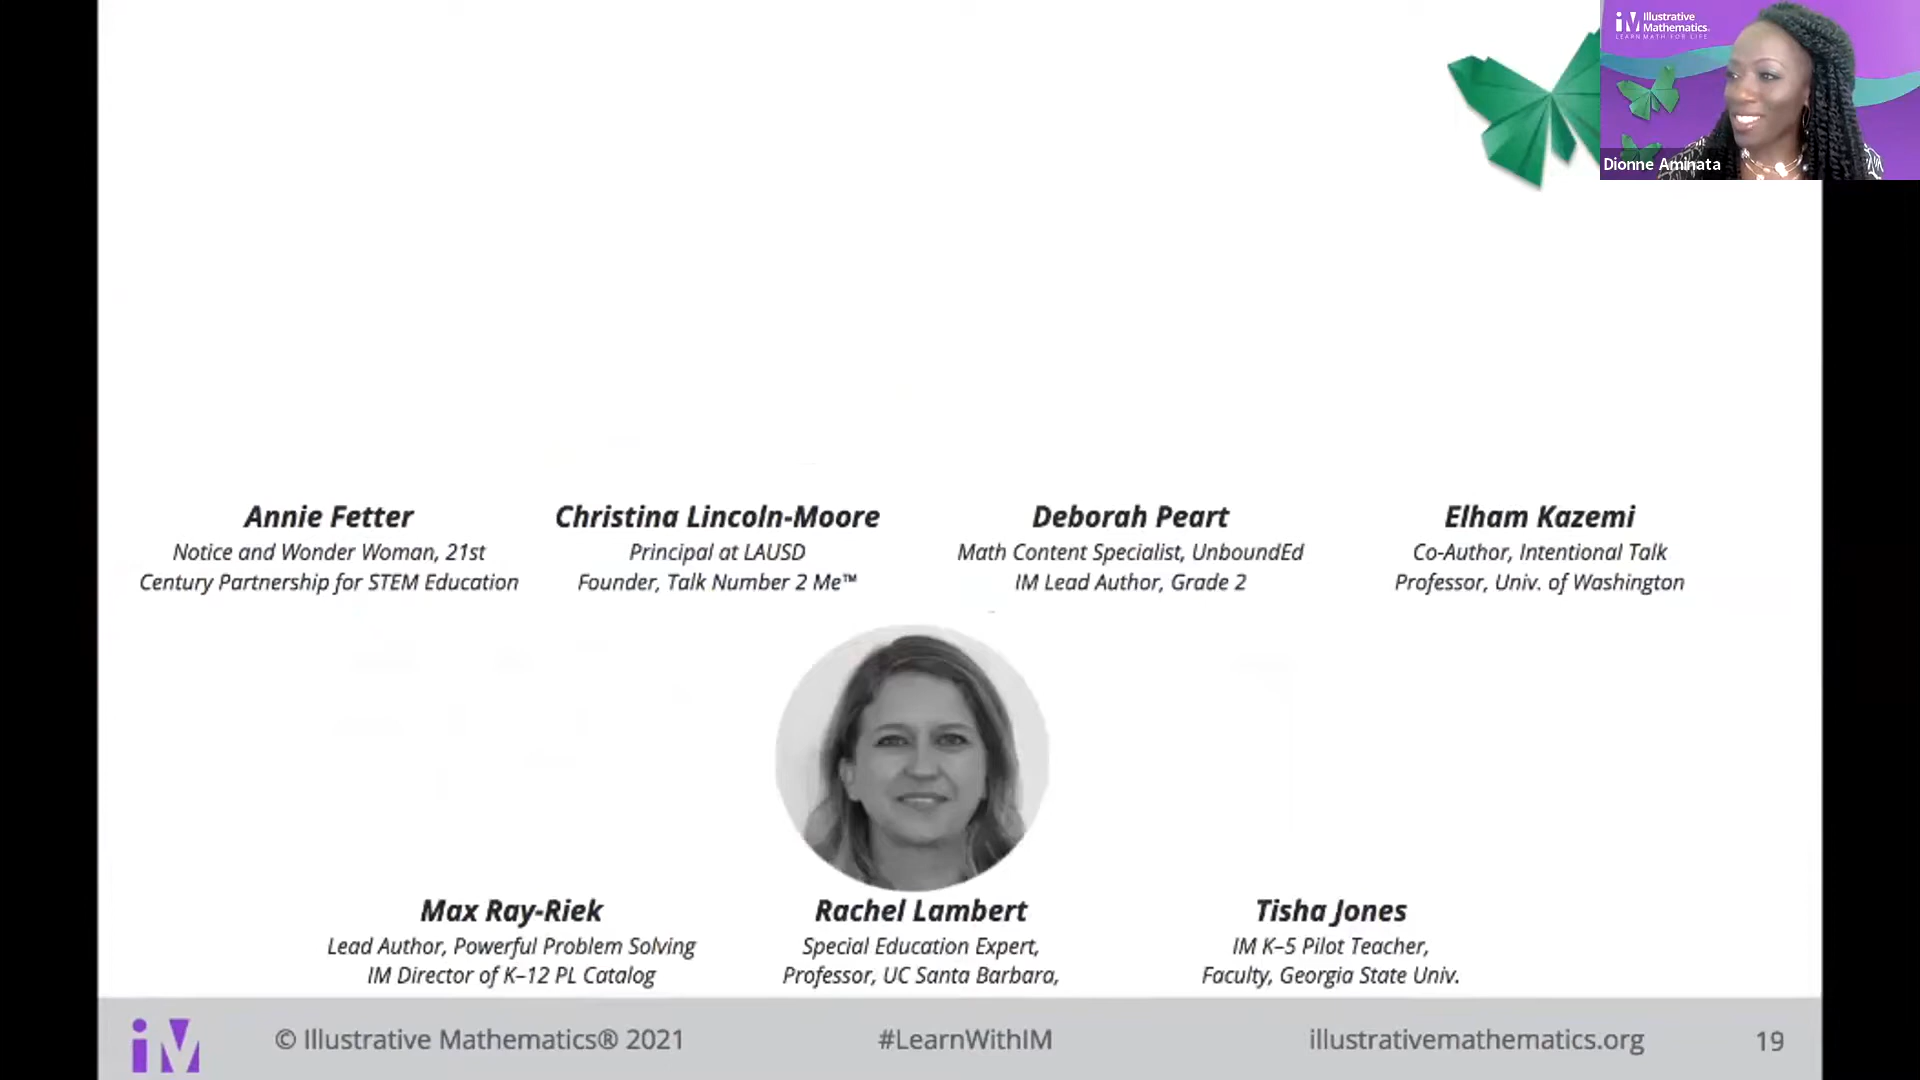 Illustrative
Mathematics.
LEARN MATH FOR LIFE
Dionne Aminata
Annie Fetter
Notice and Wonder Woman, 21st
Century Partnership for STEM Education
Christina Lincoln-Moore
Principal at LAUSD
Founder, Talk Number 2 Me™
Deborah Peart
Math Content Specialist, UnboundEd
IM Lead Author, Grade 2
Elham Kazemi
Co-Author, Intentional Talk
Professor, Univ. of Washington
Max Ray-Riek
Lead Author, Powerful Problem Solving
IM Director of K–12 PL Catalog
Rachel Lambert
Special Education Expert,
Professor, UC Santa Barbara,
Tisha Jones
IM K–5 Pilot Teacher,
Faculty, Georgia State Univ.
iM
© Illustrative Mathematics® 2021
#LearnWithIM
illustrativemathematics.org
19